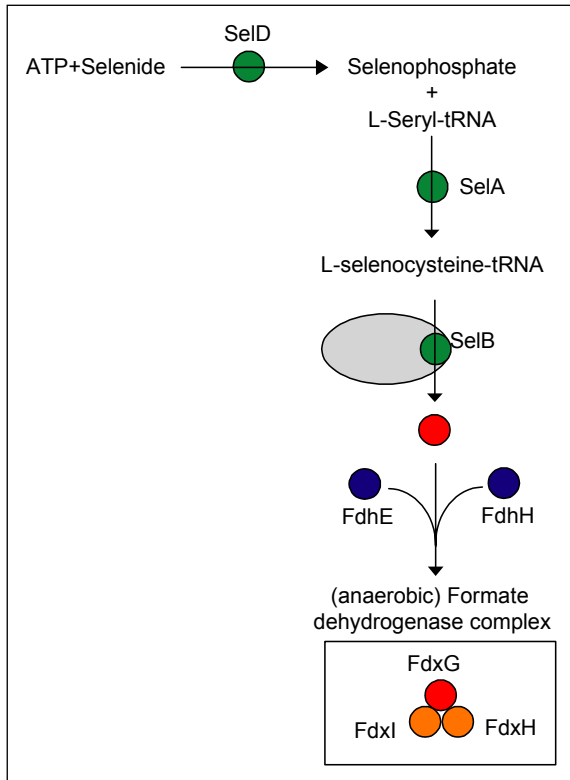 SelD
ATP+Selenide
Selenophosphate
+
L-Seryl-tRNA
SelA
L-selenocysteine-tRNA
SelB
FdhE
FdhH
(anaerobic) Formate
dehydrogenase complex
FdxG
FdxI
FdxH